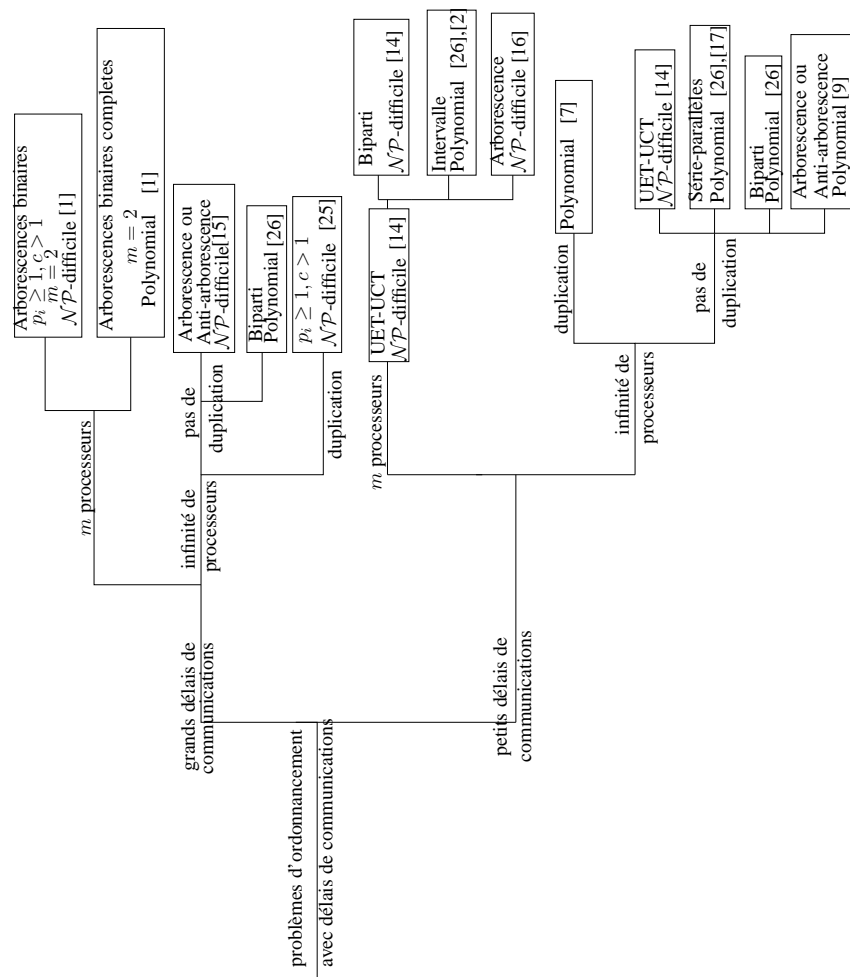 problèmes d'ordonnancement
avec délais de communications
grands délais de
communications
m processeurs
Arborescences binaires
p_i ≥ 1, c > 1
m = 2
NP-difficile [1]
Arborescences binaires completes
m = 2
Polynomial [1]
infinité de
processeurs
pas de
duplication
Arborescence ou
Anti-arborescence
NP-difficile[15]
Biparti
Polynomial [26]
duplication
p_i ≥ 1, c > 1
NP-difficile [25]
petits délais de
communications
m processeurs
UET-UCT
NP-difficile [14]
Biparti
NP-difficile [14]
Intervalle
Polynomial [26],[2]
Arborescence
NP-difficile [16]
infinité de
processeurs
duplication
Polynomial [7]
pas de
duplication
UET-UCT
NP-difficile [14]
Série-parallèles
Polynomial [26],[17]
Biparti
Polynomial [26]
Arborescence ou
Anti-arborescence
Polynomial [9]